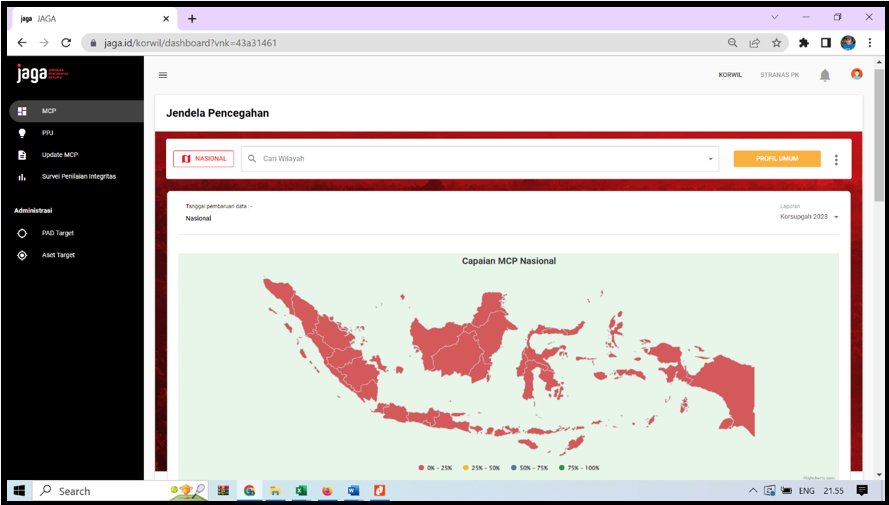 jaga JAGA
jaga.id/korwil/dashboard?vnk=43a31461
jaga
KORWIL
STRANAS PK
MCP
PPJ
Update MCP
Survei Penilaian Integritas
Administrasi
PAD Target
Aset Target
Jendela Pencegahan
NASIONAL
Cari Wilayah
PROFIL UMUM
Tanggal pembaruan data : -
Nasional
Laporan
Korsupgah 2023
Capaian MCP Nasional
0% - 25%
25% - 50%
50% - 75%
75% - 100%
Highcharts.com
Search
ENG
21.55